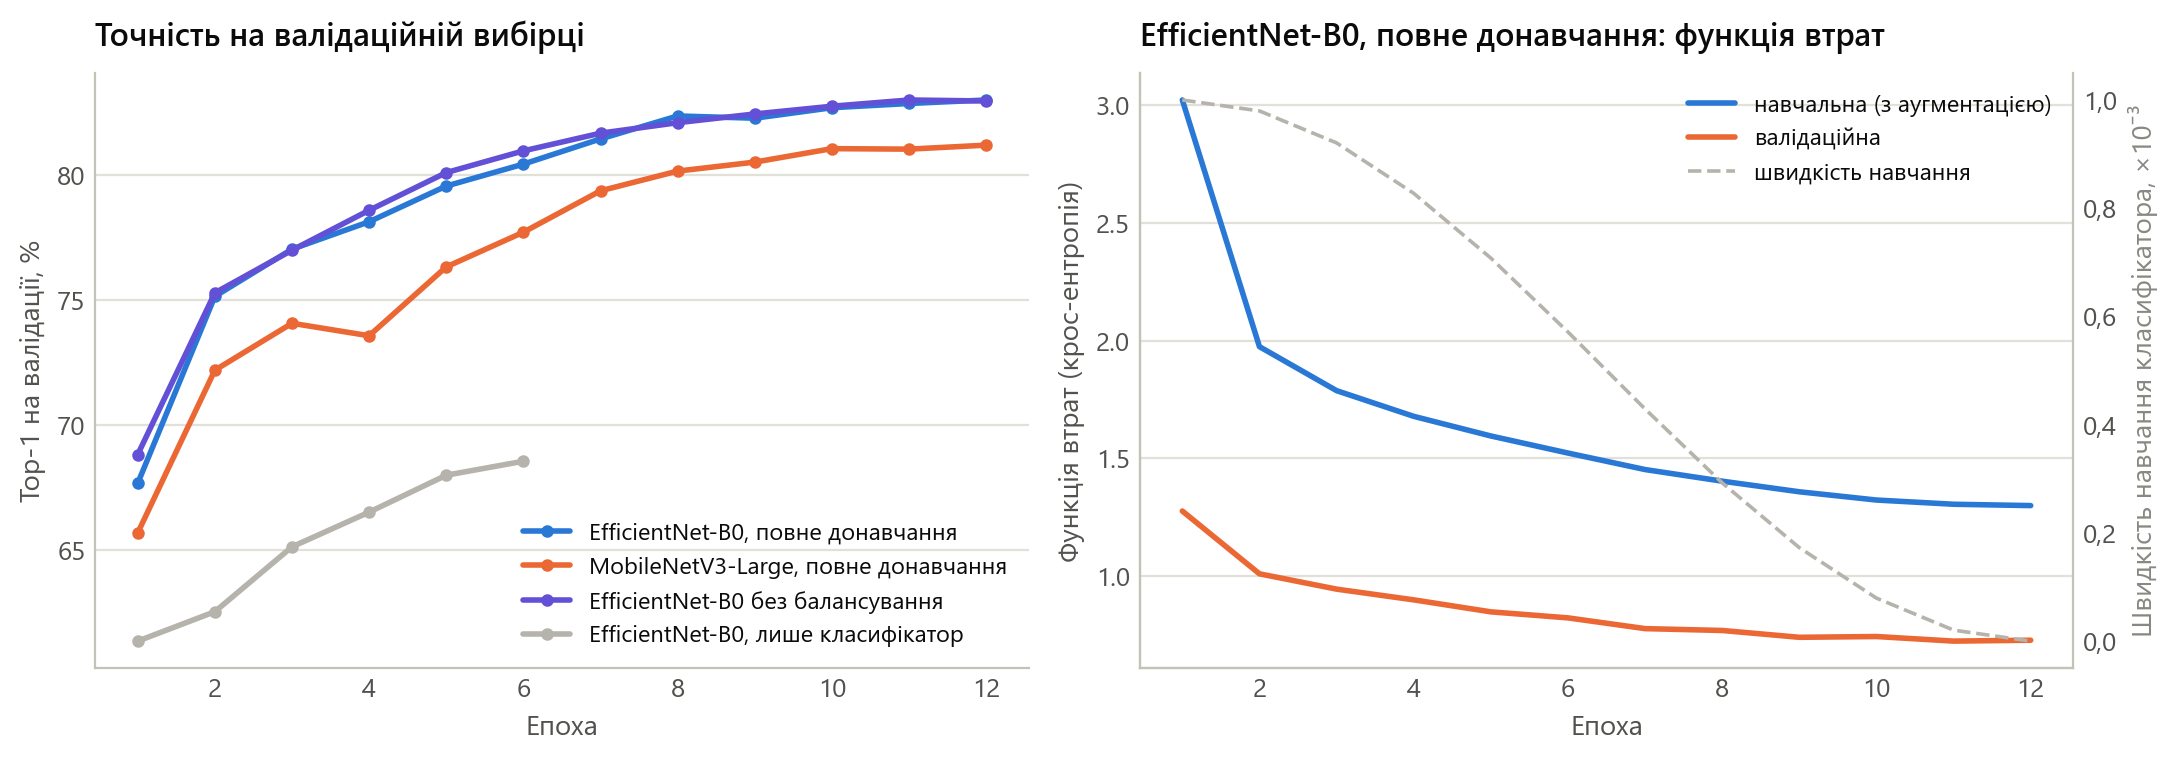 Точність на валідаційній вибірці
Top-1 на валідації, %
80
75
70
65
2
4
6
8
10
12
Епоха
EfficientNet-B0, повне донавчання
MobileNetV3-Large, повне донавчання
EfficientNet-B0 без балансування
EfficientNet-B0, лише класифікатор
EfficientNet-B0, повне донавчання: функція втрат
Функція втрат (крос-ентропія)
3.0
2.5
2.0
1.5
1.0
2
4
6
8
10
12
Епоха
навчальна (з аугментацією)
валідаційна
швидкість навчання
1,0
0,8
0,6
0,4
0,2
0,0
Швидкість навчання класифікатора, ×10⁻³